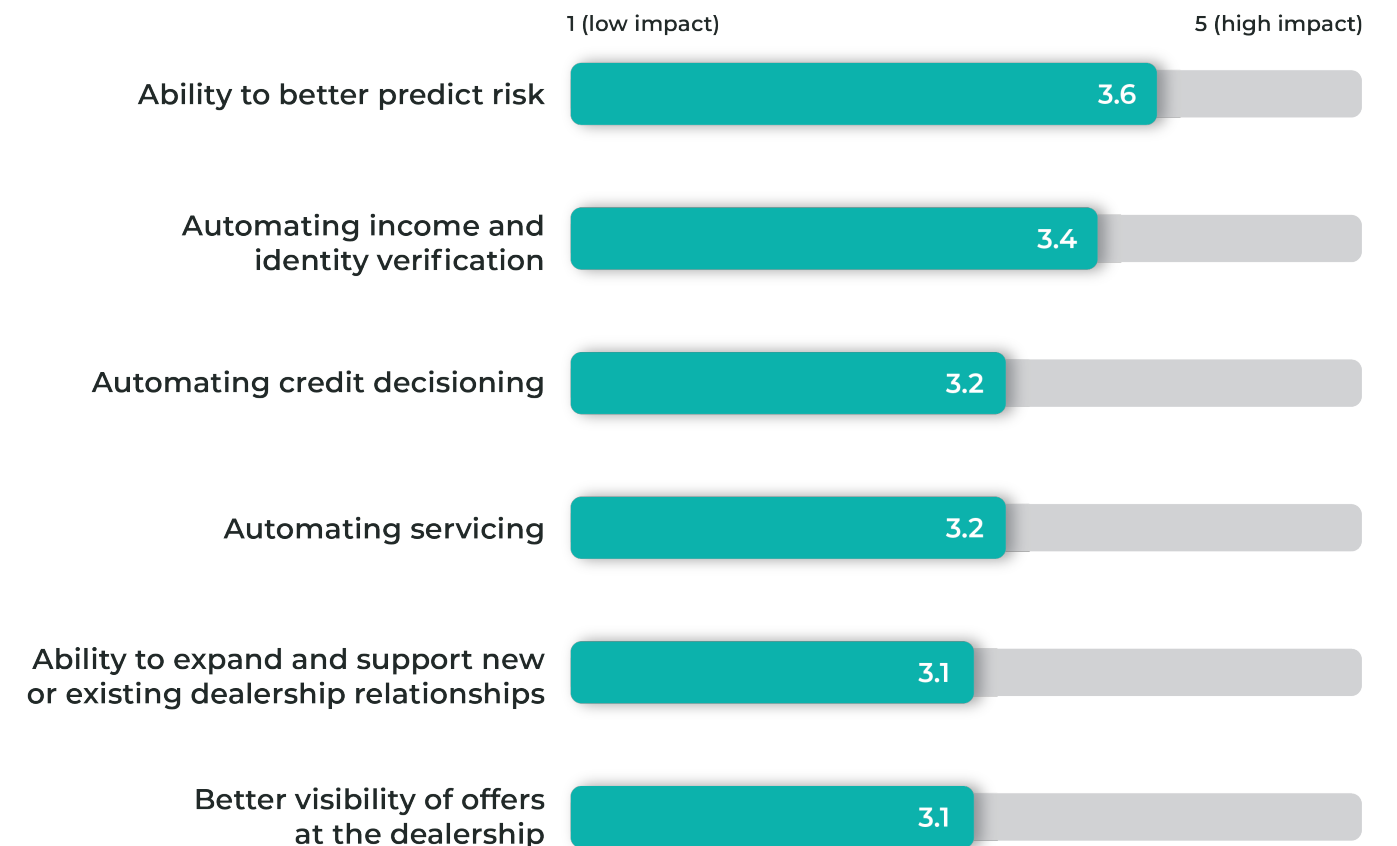 1 (low impact)
5 (high impact)
Ability to better predict risk
3.6
Automating income and
identity verification
3.4
Automating credit decisioning
3.2
Automating servicing
3.2
Ability to expand and support new
or existing dealership relationships
3.1
Better visibility of offers
at the dealership
3.1